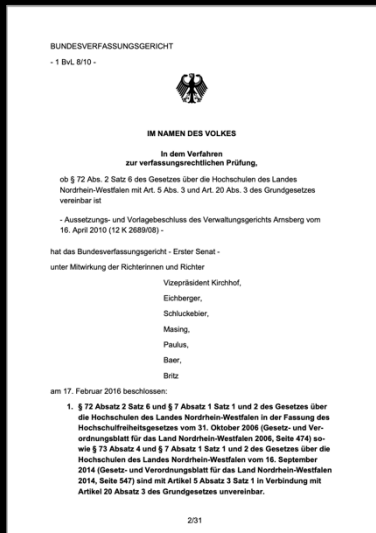 BUNDESVERFASSUNGSGERICHT
- 1 BvL 8/10 -
IM NAMEN DES VOLKES
In dem Verfahren
zur verfassungsrechtlichen Prüfung,
ob § 72 Abs. 2 Satz 6 des Gesetzes über die Hochschulen des Landes
Nordrhein-Westfalen mit Art. 5 Abs. 3 und Art. 20 Abs. 3 des Grundgesetzes
vereinbar ist
- Aussetzungs- und Vorlagebeschluss des Verwaltungsgerichts Arnsberg vom
16. April 2010 (12 K 2689/08) -
hat das Bundesverfassungsgericht - Erster Senat -
unter Mitwirkung der Richterinnen und Richter
Vizepräsident Kirchhof,
Eichberger,
Schluckebier,
Masing,
Paulus,
Baer,
Britz
am 17. Februar 2016 beschlossen:
1. § 72 Absatz 2 Satz 6 und § 7 Absatz 1 Satz 1 und 2 des Gesetzes über
die Hochschulen des Landes Nordrhein-Westfalen in der Fassung des
Hochschulfreiheitsgesetzes vom 31. Oktober 2006 (Gesetz- und Ver-
ordnungsblatt für das Land Nordrhein-Westfalen 2006, Seite 474) so-
wie § 73 Absatz 4 und § 7 Absatz 1 Satz 1 und 2 des Gesetzes über die
Hochschulen des Landes Nordrhein-Westfalen vom 16. September
2014 (Gesetz- und Verordnungsblatt für das Land Nordrhein-Westfalen
2014, Seite 547) sind mit Artikel 5 Absatz 3 Satz 1 in Verbindung mit
Artikel 20 Absatz 3 des Grundgesetzes unvereinbar.
2/31